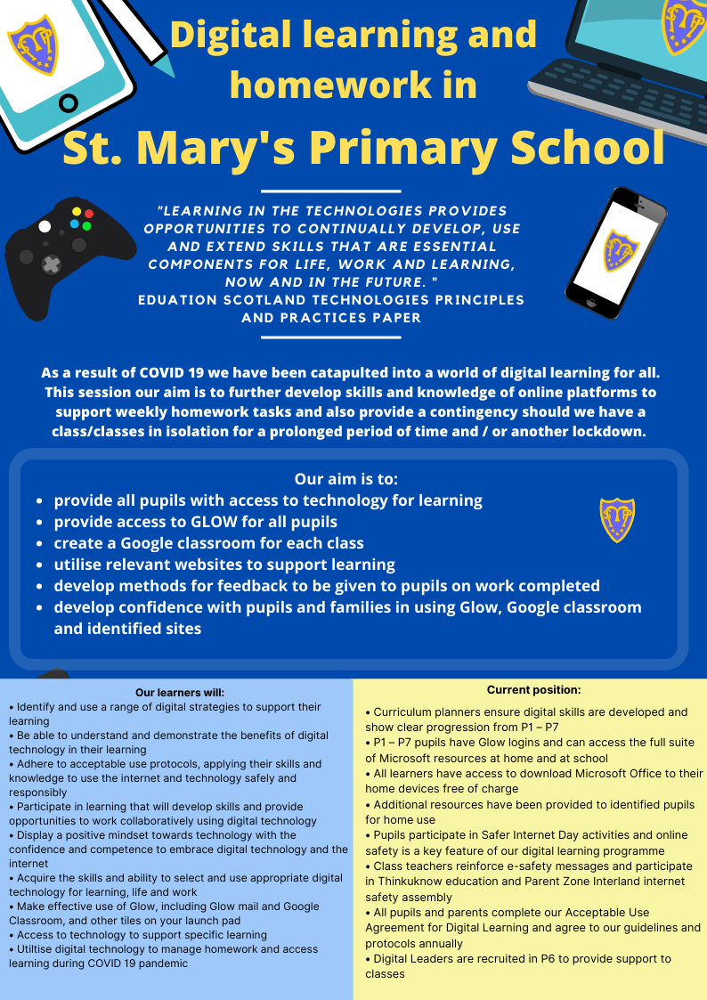 Digital learning and
homework in
St. Mary's Primary School
"LEARNING IN THE TECHNOLOGIES PROVIDES
OPPORTUNITIES TO CONTINUALLY DEVELOP, USE
AND EXTEND SKILLS THAT ARE ESSENTIAL
COMPONENTS FOR LIFE, WORK AND LEARNING,
NOW AND IN THE FUTURE. "
EDUATION SCOTLAND TECHNOLOGIES PRINCIPLES
AND PRACTICES PAPER
As a result of COVID 19 we have been catapulted into a world of digital learning for all.
This session our aim is to further develop skills and knowledge of online platforms to
support weekly homework tasks and also provide a contingency should we have a
class/classes in isolation for a prolonged period of time and / or another lockdown.
Our aim is to:
• provide all pupils with access to technology for learning
• provide access to GLOW for all pupils
• create a Google classroom for each class
• utilise relevant websites to support learning
• develop methods for feedback to be given to pupils on work completed
• develop confidence with pupils and families in using Glow, Google classroom
and identified sites
Our learners will:
• Identify and use a range of digital strategies to support their
learning
• Be able to understand and demonstrate the benefits of digital
technology in their learning
• Adhere to acceptable use protocols, applying their skills and
knowledge to use the internet and technology safely and
responsibly
• Participate in learning that will develop skills and provide
opportunities to work collaboratively using digital technology
• Display a positive mindset towards technology with the
confidence and competence to embrace digital technology and the
internet
• Acquire the skills and ability to select and use appropriate digital
technology for learning, life and work
• Make effective use of Glow, including Glow mail and Google
Classroom, and other tiles on your launch pad
• Access to technology to support specific learning
• Utiltise digital technology to manage homework and access
learning during COVID 19 pandemic
Current position:
• Curriculum planners ensure digital skills are developed and
show clear progression from P1 – P7
• P1 – P7 pupils have Glow logins and can access the full suite
of Microsoft resources at home and at school
• All learners have access to download Microsoft Office to their
home devices free of charge
• Additional resources have been provided to identified pupils
for home use
• Pupils participate in Safer Internet Day activities and online
safety is a key feature of our digital learning programme
• Class teachers reinforce e-safety messages and participate
in Thinkuknow education and Parent Zone Interland internet
safety assembly
• All pupils and parents complete our Acceptable Use
Agreement for Digital Learning and agree to our guidelines and
protocols annually
• Digital Leaders are recruited in P6 to provide support to
classes